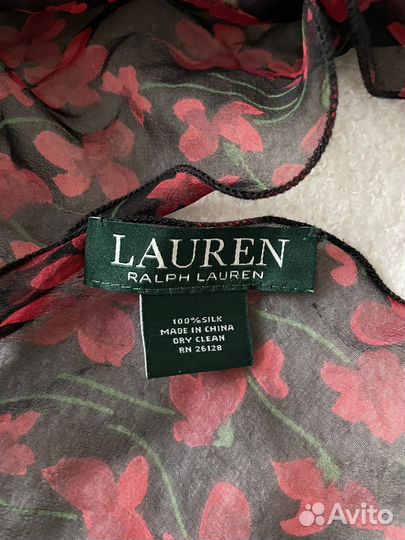 LAUREN
RALPH LAUREN
100%SILK
MADE IN CHINA
DRY CLEAN
RN 26128
Avito